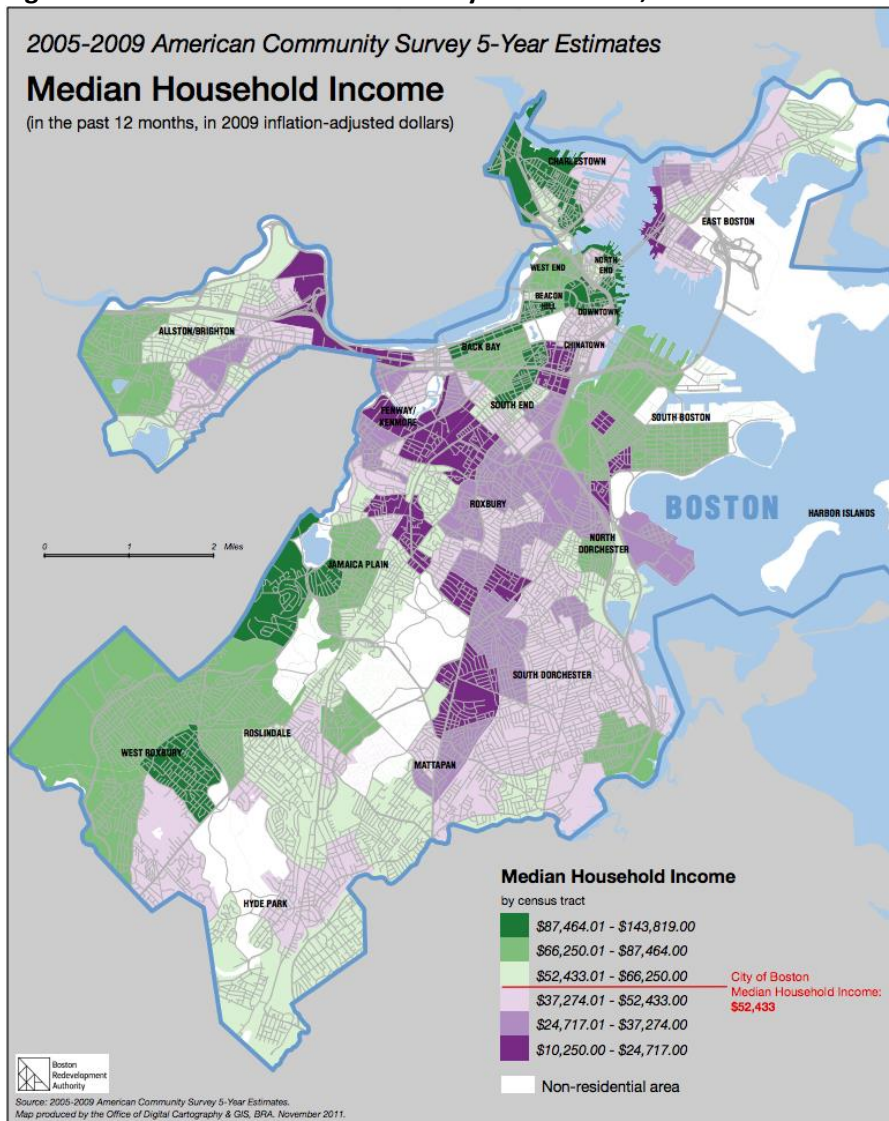 2005-2009 American Community Survey 5-Year Estimates
Median Household Income
(in the past 12 months, in 2009 inflation-adjusted dollars)
CHARLESTOWN
EAST BOSTON
WEST END
NORTH
END
BEACON
HILL
DOWNTOWN
ALLSTON/BRIGHTON
BACK BAY
CHINATOWN
SOUTH END
FENWAY/
KENMORE
SOUTH BOSTON
ROXBURY
BOSTON
HARBOR ISLANDS
NORTH
DORCHESTER
0 1 2 Miles
JAMAICA PLAIN
SOUTH DORCHESTER
ROSLINDALE
WEST ROXBURY
MATTAPAN
HYDE PARK
Median Household Income
by census tract
$87,464.01 - $143,819.00
$66,250.01 - $87,464.00
$52,433.01 - $66,250.00
City of Boston
Median Household Income:
$52,433
$37,274.01 - $52,433.00
$24,717.01 - $37,274.00
$10,250.00 - $24,717.00
Non-residential area
Boston
Redevelopment
Authority
Source: 2005-2009 American Community Survey 5-Year Estimates.
Map produced by the Office of Digital Cartography & GIS, BRA. November 2011.